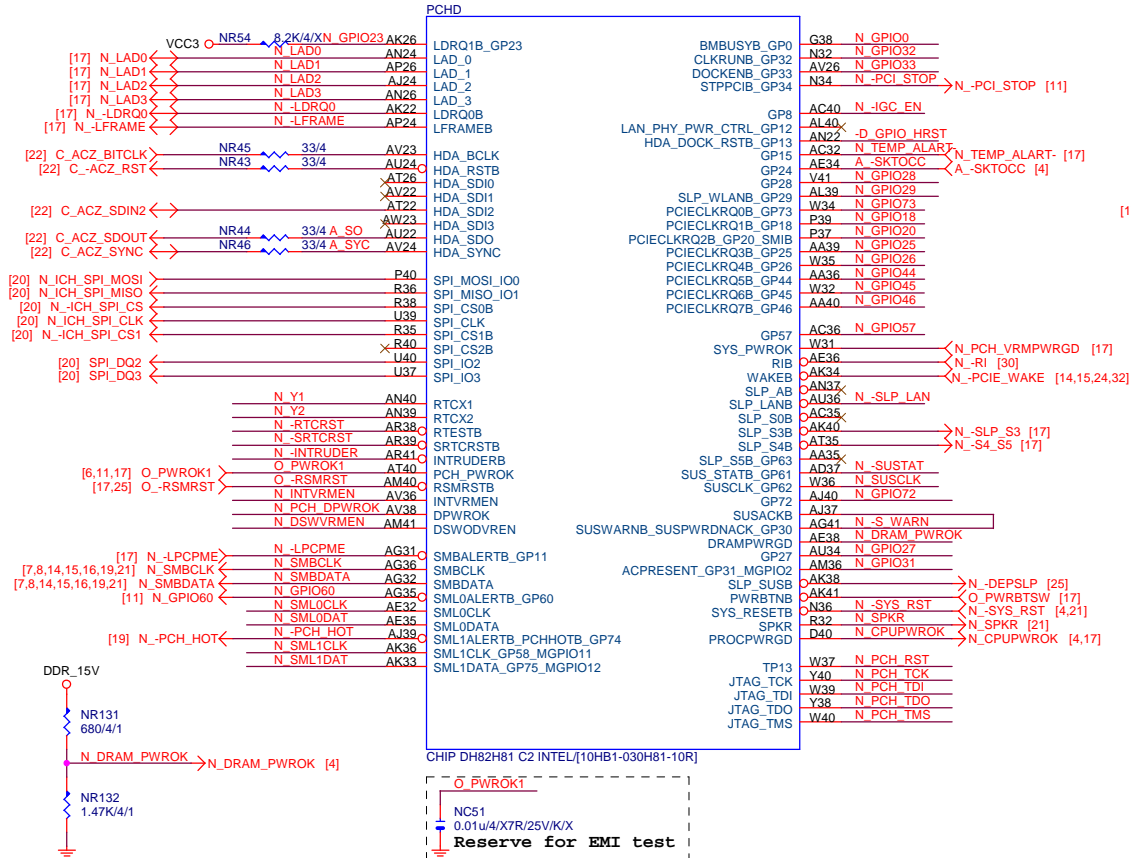 PCHD
VCC3 NR54 8.2K/4/X N_GPIO23 AK26 LDRQ1B_GP23
[17] N_LAD0 N_LAD0 AN24 LAD_0
[17] N_LAD1 N_LAD1 AP26 LAD_1
[17] N_LAD2 N_LAD2 AJ24 LAD_2
[17] N_LAD3 N_LAD3 AN26 LAD_3
[17] N_-LDRQ0 N_-LDRQ0 AK22 LDRQ0B
[17] N_-LFRAME N_-LFRAME AP24 LFRAMEB
[22] C_ACZ_BITCLK NR45 33/4 AV23 HDA_BCLK
[22] C_-ACZ_RST NR43 33/4 AU24 HDA_RSTB
AT26 HDA_SDI0
AV22 HDA_SDI1
[22] C_ACZ_SDIN2 AT22 HDA_SDI2
AW23 HDA_SDI3
[22] C_ACZ_SDOUT NR44 33/4 A_SO AU22 HDA_SDO
[22] C_ACZ_SYNC NR46 33/4 A_SYC AV24 HDA_SYNC
[20] N_ICH_SPI_MOSI P40 SPI_MOSI_IO0
[20] N_ICH_SPI_MISO R36 SPI_MISO_IO1
[20] N_-ICH_SPI_CS R38 SPI_CS0B
[20] N_ICH_SPI_CLK U39 SPI_CLK
[20] N_-ICH_SPI_CS1 R35 SPI_CS1B
R40 SPI_CS2B
[20] SPI_DQ2 U40 SPI_IO2
[20] SPI_DQ3 U37 SPI_IO3
N_Y1 AN40 RTCX1
N_Y2 AN39 RTCX2
N_-RTCRST AR38 RTESTB
N_-SRTCRST AR39 SRTCRSTB
N_-INTRUDER AR41 INTRUDERB
[6,11,17] O_PWROK1 O_PWROK1 AT40 PCH_PWROK
[17,25] O_-RSMRST O_-RSMRST AM40 RSMRSTB
N_INTVRMEN AV36 INTVRMEN
N_PCH_DPWROK AV38 DPWROK
N_DSWVRMEN AM41 DSWODVREN
[17] N_-LPCPME N_-LPCPME AG31 SMBALERTB_GP11
[7,8,14,15,16,19,21] N_SMBCLK N_SMBCLK AG36 SMBCLK
[7,8,14,15,16,19,21] N_SMBDATA N_SMBDATA AG32 SMBDATA
[11] N_GPIO60 N_GPIO60 AG35 SML0ALERTB_GP60
N_SML0CLK AE32 SML0CLK
N_SML0DAT AE35 SML0DATA
[19] N_-PCH_HOT N_-PCH_HOT AJ39 SML1ALERTB_PCHHOTB_GP74
N_SML1CLK AK36 SML1CLK_GP58_MGPIO11
N_SML1DAT AK33 SML1DATA_GP75_MGPIO12
BMBUSYB_GP0 G38 N_GPIO0
CLKRUNB_GP32 N32 N_GPIO32
DOCKENB_GP33 AV26 N_GPIO33
STPPCIB_GP34 N34 N_-PCI_STOP N_-PCI_STOP [11]
GP8 AC40 N_-IGC_EN
LAN_PHY_PWR_CTRL_GP12 AL40
HDA_DOCK_RSTB_GP13 AN22 -D_GPIO_HRST
GP15 AC32 N_TEMP_ALART- N_TEMP_ALART- [17]
GP24 AE34 A_-SKTOCC A_-SKTOCC [4]
GP28 V41 N_GPIO28
SLP_WLANB_GP29 AL39 N_GPIO29
PCIECLKRQ0B_GP73 W34 N_GPIO73
[1
PCIECLKRQ1B_GP18 P39 N_GPIO18
PCIECLKRQ2B_GP20_SMIB P37 N_GPIO20
PCIECLKRQ3B_GP25 AA39 N_GPIO25
PCIECLKRQ4B_GP26 W35 N_GPIO26
PCIECLKRQ5B_GP44 AA36 N_GPIO44
PCIECLKRQ6B_GP45 W32 N_GPIO45
PCIECLKRQ7B_GP46 AA40 N_GPIO46
GP57 AC36 N_GPIO57
SYS_PWROK W31 N_PCH_VRMPWRGD [17]
RIB AE36 N_-RI [30]
WAKEB AK34 N_-PCIE_WAKE [14,15,24,32]
SLP_AB AN37
SLP_LANB AU36 N_-SLP_LAN
SLP_S0B AC35
SLP_S3B AK40 N_-SLP_S3 [17]
SLP_S4B AT35 N_-S4_S5 [17]
SLP_S5B_GP63 AA35
SUS_STATB_GP61 AD37 N_-SUSTAT
SUSCLK_GP62 W36 N_SUSCLK
GP72 AJ40 N_GPIO72
SUSACKB AJ37
SUSWARNB_SUSPWRDNACK_GP30 AG41 N_-S_WARN
DRAMPWRGD AE38 N_DRAM_PWROK
GP27 AU34 N_GPIO27
ACPRESENT_GP31_MGPIO2 AM36 N_GPIO31
SLP_SUSB AK38 N_-DEPSLP [25]
PWRBTNB AK41 O_PWRBTSW [17]
SYS_RESETB N36 N_-SYS_RST N_-SYS_RST [4,21]
SPKR R32 N_SPKR N_SPKR [21]
PROCPWRGD D40 N_CPUPWROK N_CPUPWROK [4,17]
TP13 W37 N_PCH_RST
JTAG_TCK Y40 N_PCH_TCK
JTAG_TDI W39 N_PCH_TDI
JTAG_TDO Y38 N_PCH_TDO
JTAG_TMS W40 N_PCH_TMS
CHIP DH82H81 C2 INTEL/[10HB1-030H81-10R]
DDR_15V
NR131
680/4/1
N_DRAM_PWROK N_DRAM_PWROK [4]
NR132
1.47K/4/1
O_PWROK1
NC51
0.01u/4/X7R/25V/K/X
Reserve for EMI test